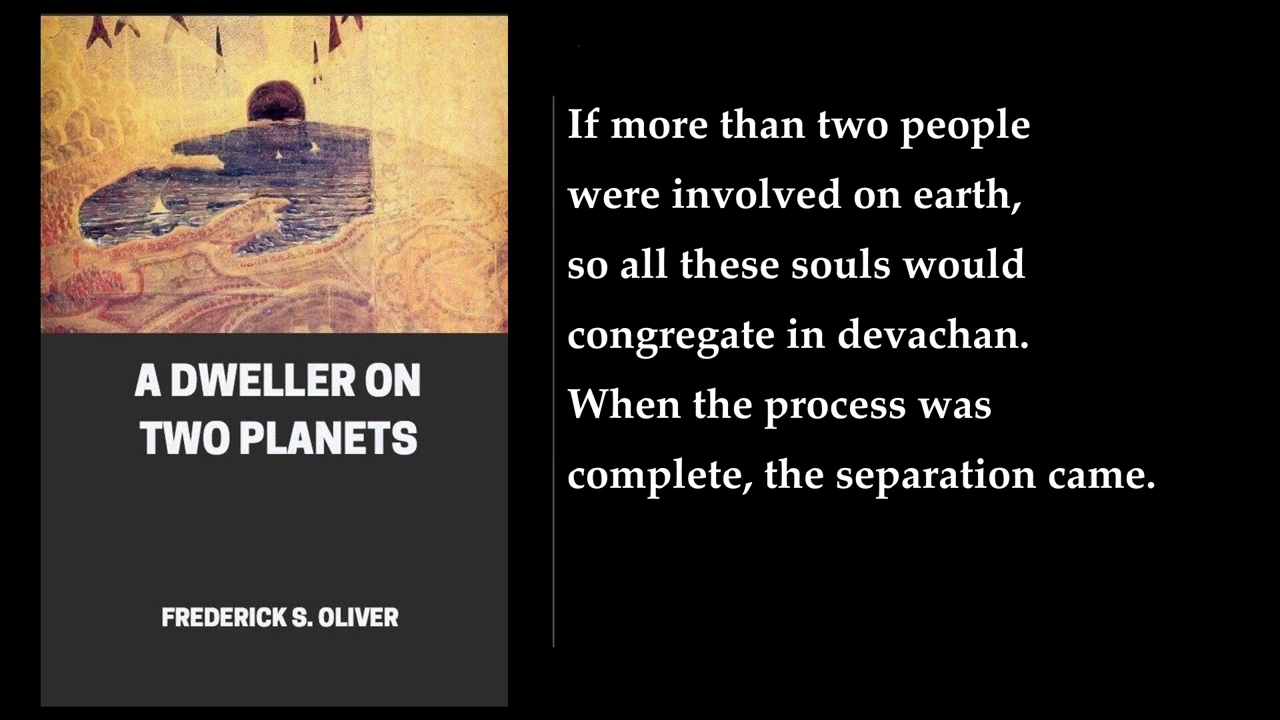 A DWELLER ON
TWO PLANETS
FREDERICK S. OLIVER
If more than two people
were involved on earth,
so all these souls would
congregate in devachan.
When the process was
complete, the separation came.